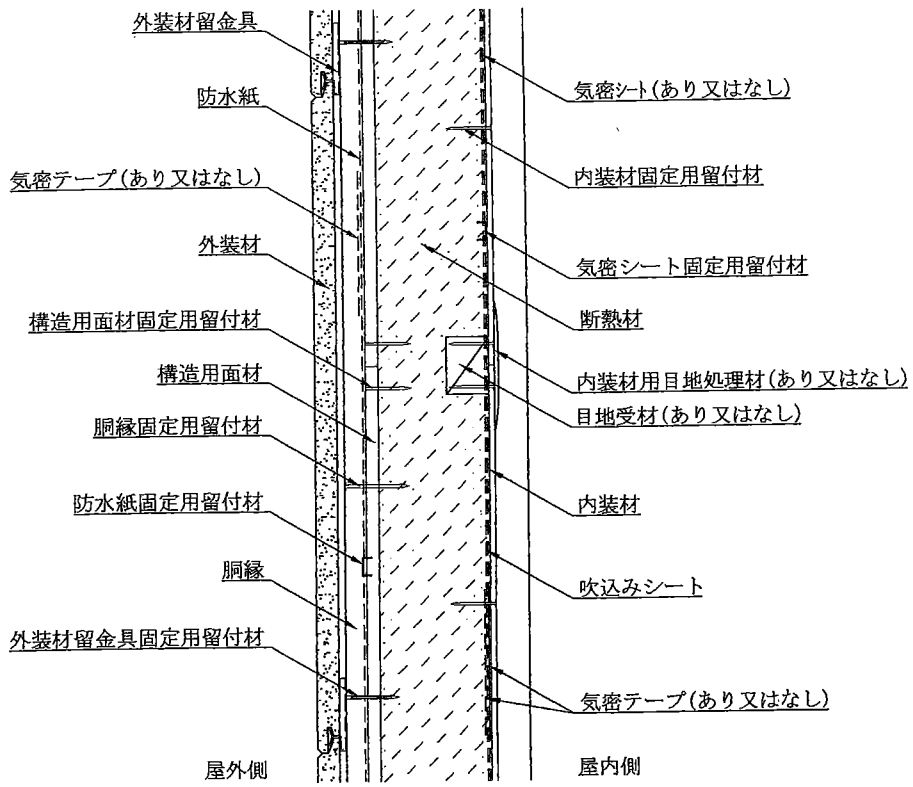 外装材留金具
防水紙
気密テープ(あり又はなし)
外装材
構造用面材固定用留付材
構造用面材
胴縁固定用留付材
防水紙固定用留付材
胴縁
外装材留金具固定用留付材
屋外側
気密シート(あり又はなし)
内装材固定用留付材
気密シート固定用留付材
断熱材
内装材用目地処理材(あり又はなし)
目地受材(あり又はなし)
内装材
吹込みシート
気密テープ(あり又はなし)
屋内側